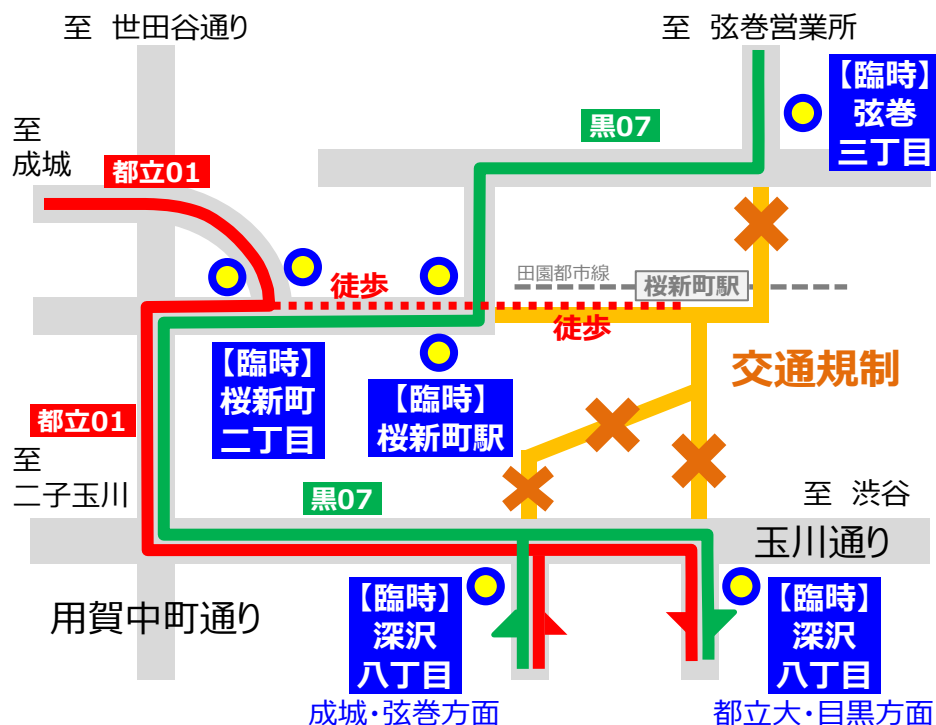 至 世田谷通り
至 弦巻営業所
【臨時】
弦巻
三丁目
黒07
至
成城
都立01
田園都市線
桜新町駅
徒歩
徒歩
【臨時】
桜新町
二丁目
【臨時】
桜新町駅
交通規制
都立01
至
二子玉川
黒07
至 渋谷
玉川通り
用賀中町通り
【臨時】
深沢
八丁目
成城・弦巻方面
【臨時】
深沢
八丁目
都立大・目黒方面